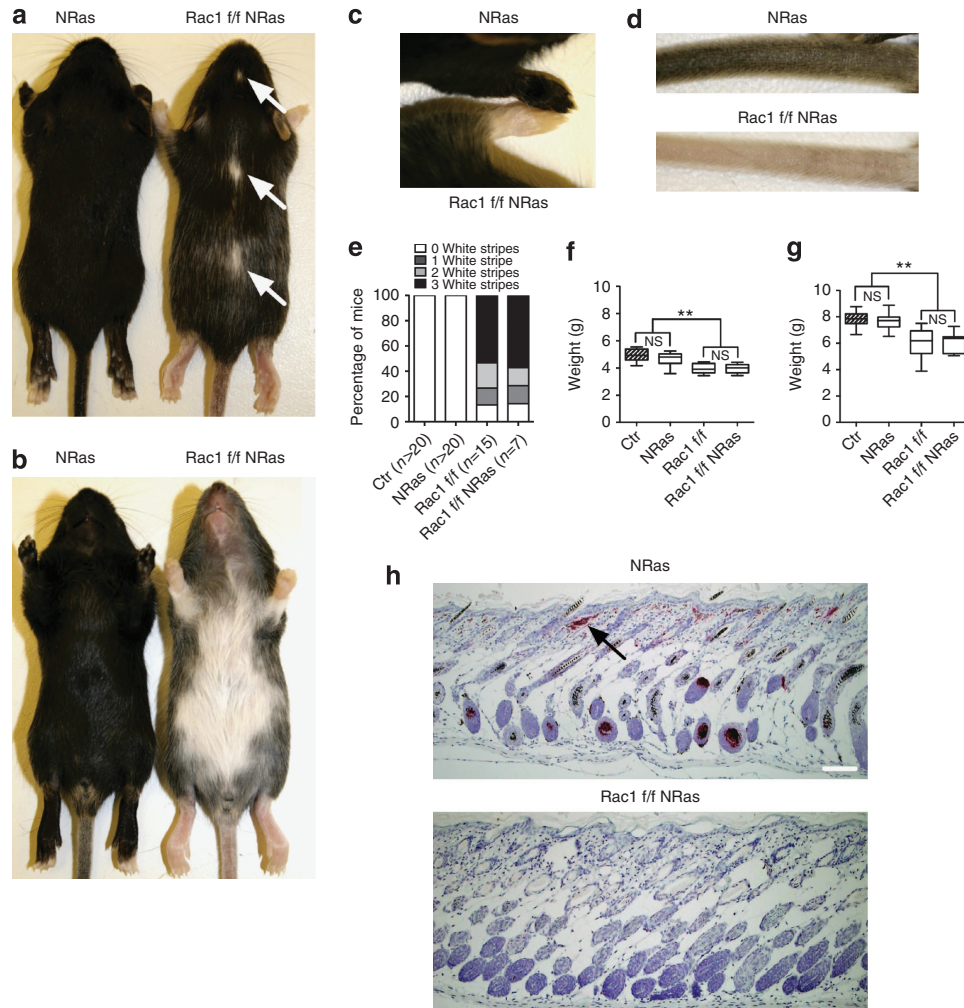 a
NRas
Rac1 f/f NRas
b
NRas
Rac1 f/f NRas
c
NRas
Rac1 f/f NRas
d
NRas
Rac1 f/f NRas
e
0 White stripes
1 White stripe
2 White stripes
3 White stripes
Percentage of mice
100
80
60
40
20
0
Ctr (n>20)
NRas (n>20)
Rac1 f/f (n=15)
Rac1 f/f NRas (n=7)
f
Weight (g)
10
8
6
4
2
0
**
NS
NS
Ctr
NRas
Rac1 f/f
Rac1 f/f NRas
g
Weight (g)
10
8
6
4
2
0
**
NS
NS
Ctr
NRas
Rac1 f/f
Rac1 f/f NRas
h
NRas
Rac1 f/f NRas